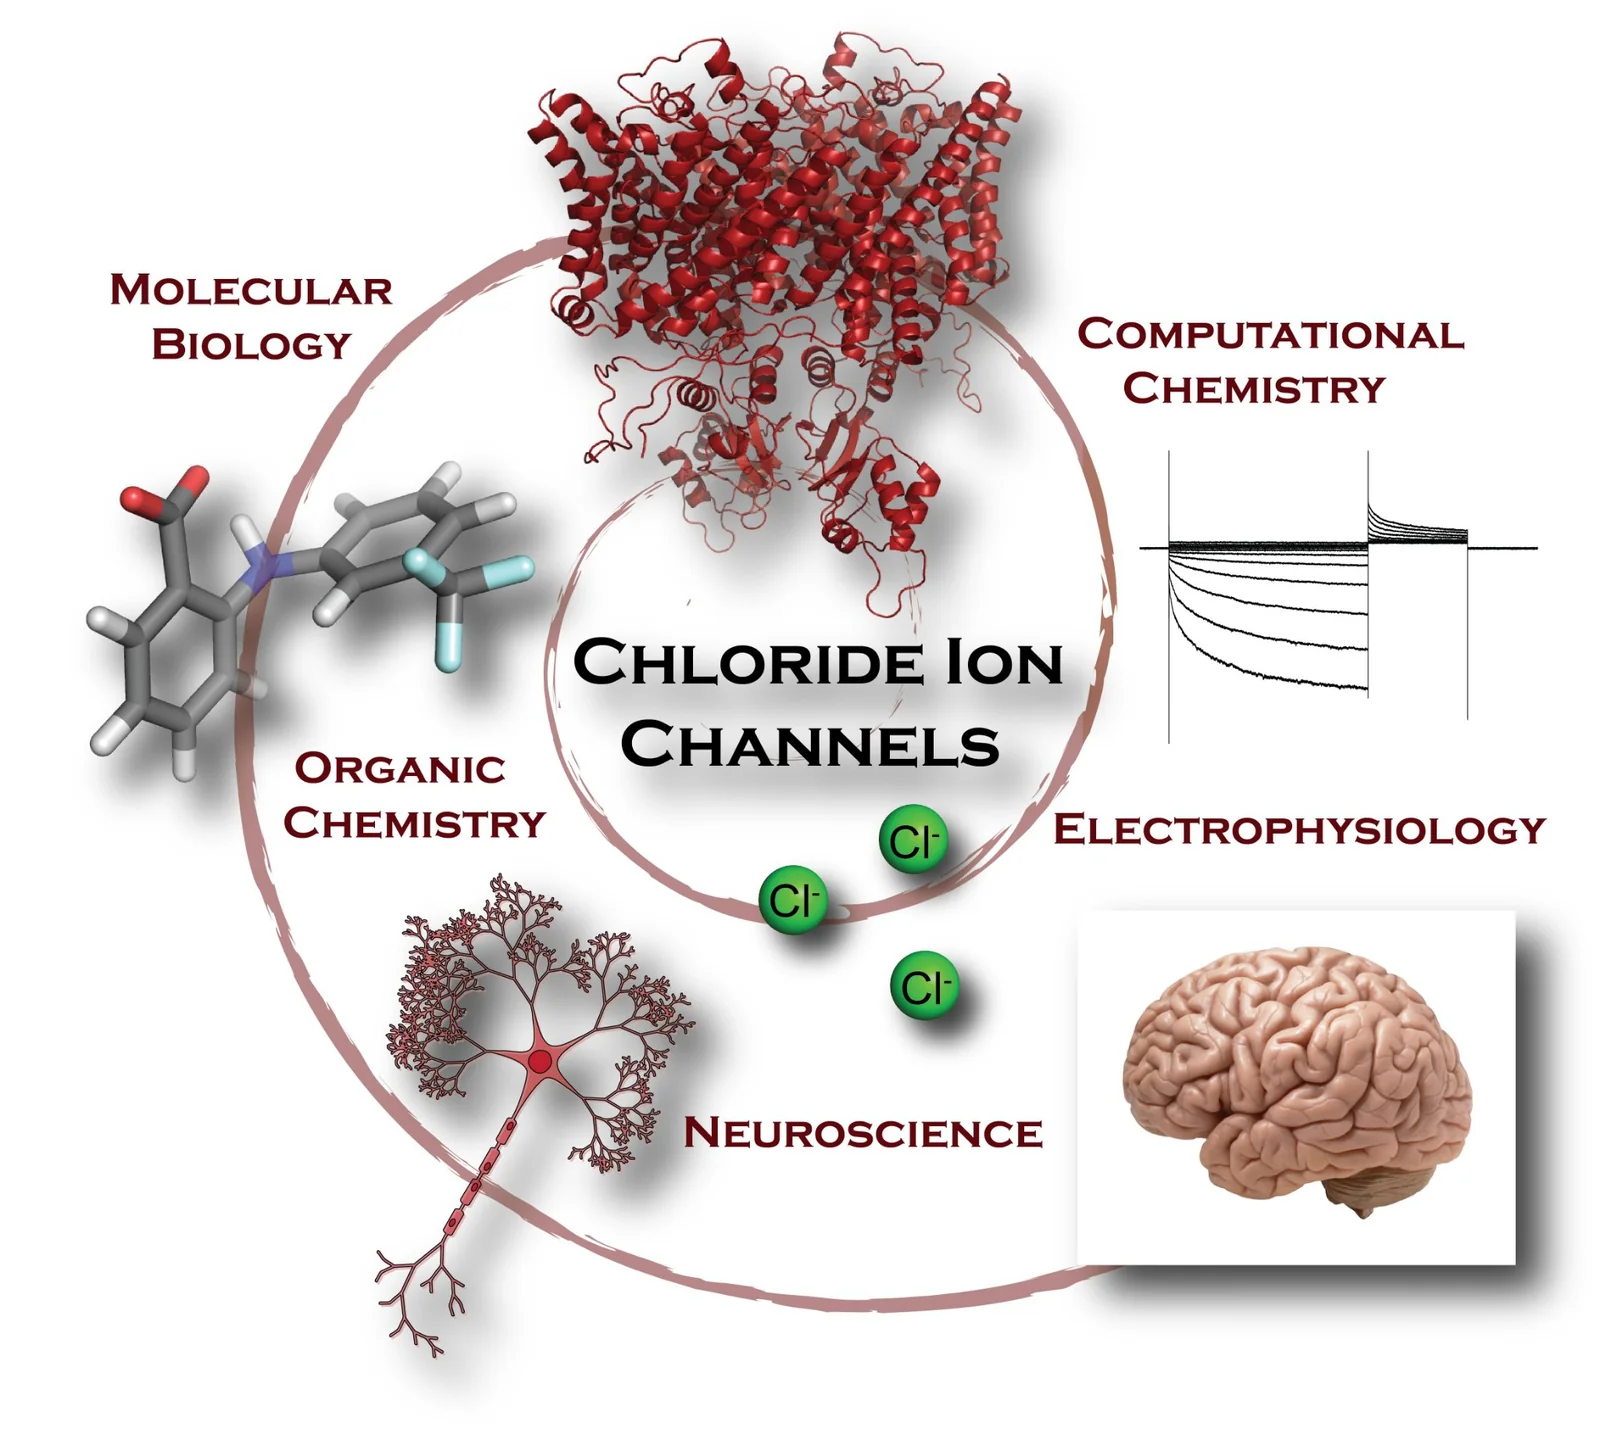 MOLECULAR
BIOLOGY
COMPUTATIONAL
CHEMISTRY
CHLORIDE ION
CHANNELS
ORGANIC
CHEMISTRY
ELECTROPHYSIOLOGY
Cl-
Cl-
Cl-
NEUROSCIENCE